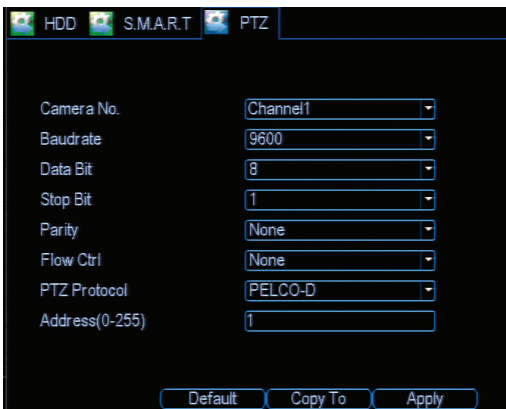 HDD S.M.A.R.T PTZ
Camera No. Channel1
Baudrate 9600
Data Bit 8
Stop Bit 1
Parity None
Flow Ctrl None
PTZ Protocol PELCO-D
Address(0-255) 1
Default Copy To Apply